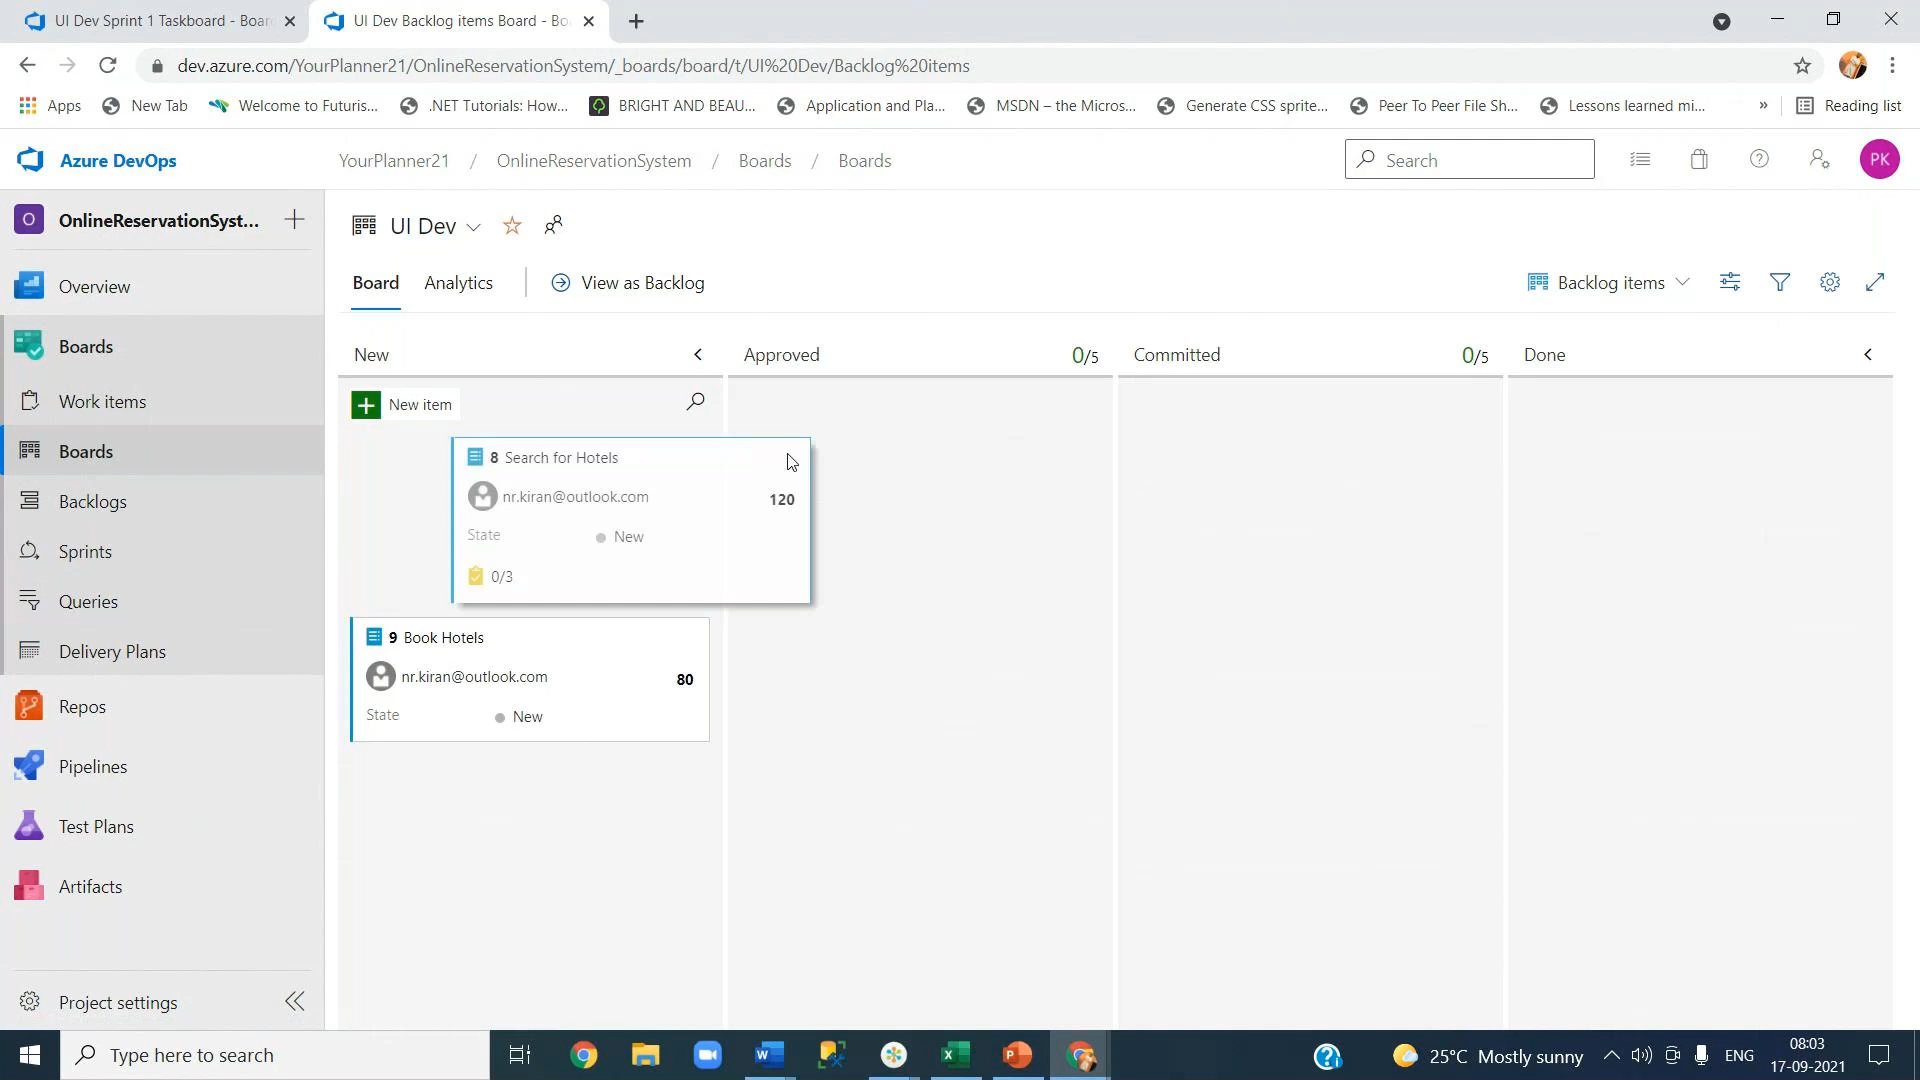 UI Dev Sprint 1 Taskboard - Boar
UI Dev Backlog items Board - Bo
dev.azure.com/YourPlanner21/OnlineReservationSystem/_boards/board/t/UI%20Dev/Backlog%20items
Apps
New Tab
Welcome to Futuris...
.NET Tutorials: How...
BRIGHT AND BEAU...
Application and Pla...
MSDN – the Micros...
Generate CSS sprite...
Peer To Peer File Sh...
Lessons learned mi...
»
Reading list
Azure DevOps
YourPlanner21 / OnlineReservationSystem / Boards / Boards
Search
PK
O OnlineReservationSyst...
Overview
Boards
Work items
Boards
Backlogs
Sprints
Queries
Delivery Plans
Repos
Pipelines
Test Plans
Artifacts
Project settings
UI Dev
Board
Analytics
View as Backlog
Backlog items
New
Approved 0/5
Committed 0/5
Done
New item
8 Search for Hotels
nr.kiran@outlook.com 120
State New
0/3
9 Book Hotels
nr.kiran@outlook.com 80
State New
Type here to search
25°C Mostly sunny
ENG
08:03
17-09-2021